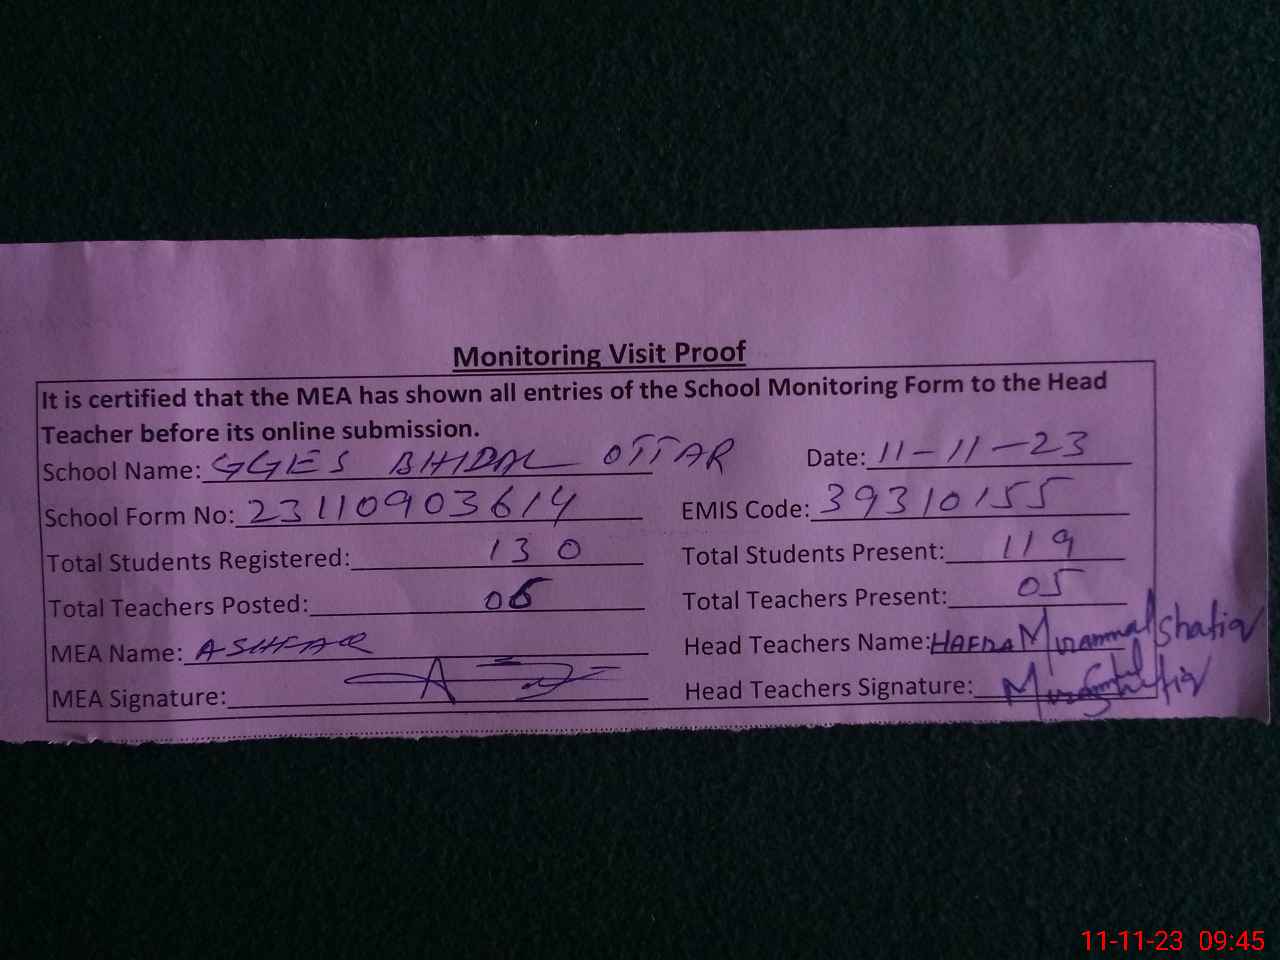 Monitoring Visit Proof
It is certified that the MEA has shown all entries of the School Monitoring Form to the Head
Teacher before its online submission.
School Name: GGES BHIDAL OTTAR Date: 11-11-23
School Form No: 23110903614 EMIS Code: 39310155
Total Students Registered: 130 Total Students Present: 119
Total Teachers Posted: 06 Total Teachers Present: 05
MEA Name: ASHFAQ Head Teachers Name: Shafiq
MEA Signature: Head Teachers Signature:
11-11-23 09:45